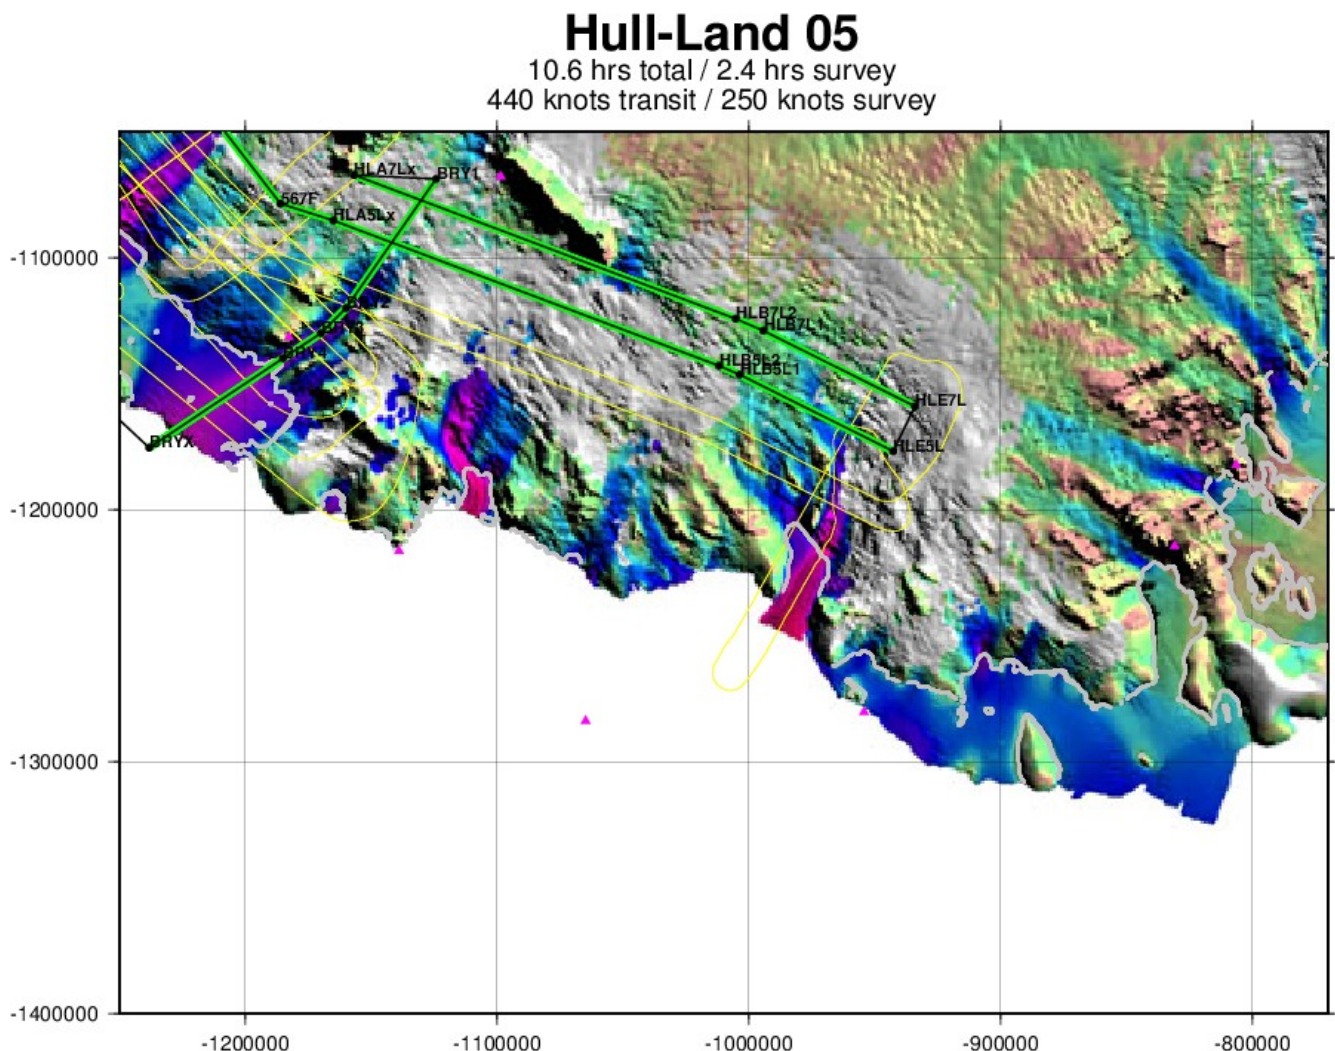 Hull-Land 05
10.6 hrs total / 2.4 hrs survey
440 knots transit / 250 knots survey
HLA7Lx
BRY1
567F
HLA5Lx
-1100000
HLB7L2
HLB7L1
HLB5L2
HLB5L1
HLE7L
BRYX
HLE5L
-1200000
-1300000
-1400000
-1200000
-1100000
-1000000
-900000
-800000